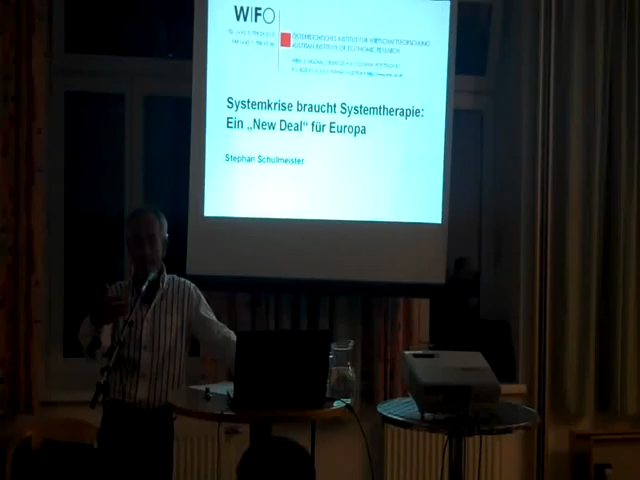 WIFO
ÖSTERREICHISCHES INSTITUT FÜR WIRTSCHAFTSFORSCHUNG
AUSTRIAN INSTITUTE OF ECONOMIC RESEARCH
Systemkrise braucht Systemtherapie:
Ein „New Deal“ für Europa
Stephan Schulmeister